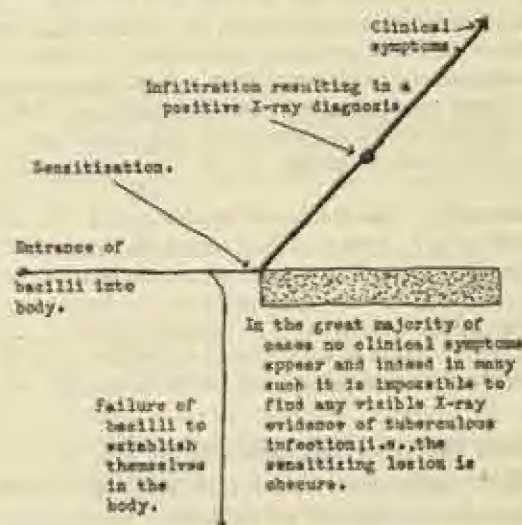 Clinical
symptoms
Infiltration resulting in a
positive X-ray diagnosis
Sensitization.
Entrance of
bacilli into
body.
In the great majority of
cases no clinical symptoms
appear and indeed in many
such it is impossible to
find any visible X-ray
evidence of tuberculous
infection;i.e.,the
sensitizing lesion is
obscure.
Failure of
bacilli to
establish
themselves
in the
body.